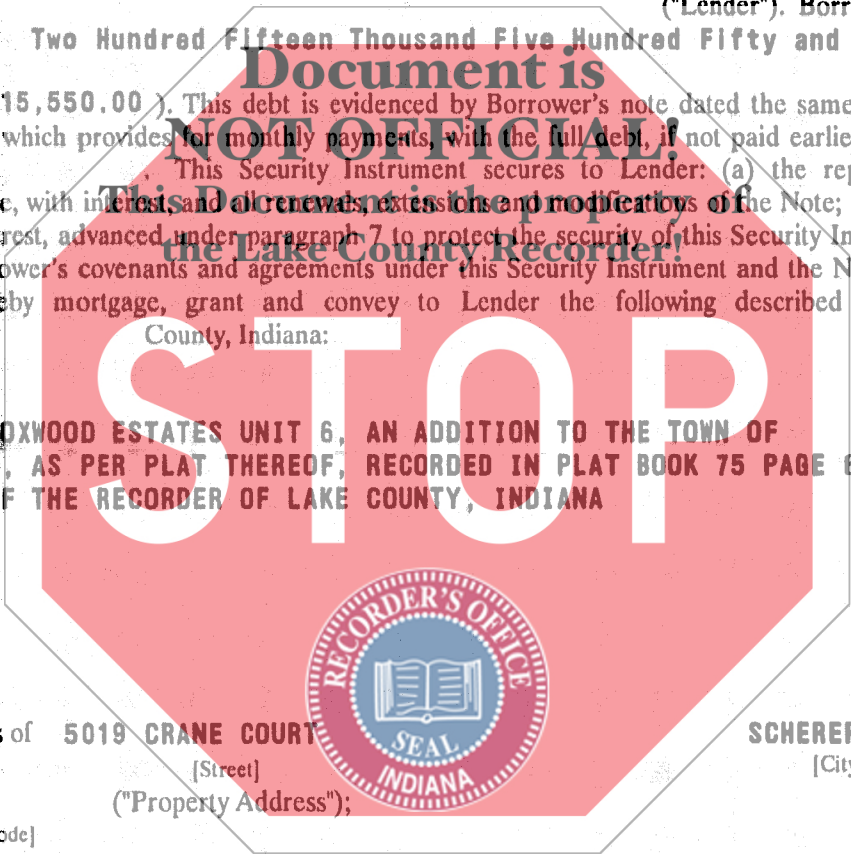 ("Lender"). Borr
Two Hundred Fifteen Thousand Five Hundred Fifty and
Document is
15,550.00 ). This debt is evidenced by Borrower's note dated the same
which provides for monthly payments, with the full debt, if not paid earlie
NOT OFFICIAL!
This Security Instrument secures to Lender: (a) the rep
e, with interest, and all renewals, extensions and modifications of the Note;
This Document is the property of
rest, advanced under paragraph 7 to protect the security of this Security In
the Lake County Recorder!
ower's covenants and agreements under this Security Instrument and the N
eby mortgage, grant and convey to Lender the following described
County, Indiana:
STOP
OXWOOD ESTATES UNIT 6, AN ADDITION TO THE TOWN OF
, AS PER PLAT THEREOF, RECORDED IN PLAT BOOK 75 PAGE 6
F THE RECORDER OF LAKE COUNTY, INDIANA
RECORDER'S OFFICE
SEAL
INDIANA
s of 5019 CRANE COURT SCHERER
[Street] [City
("Property Address");
ode]